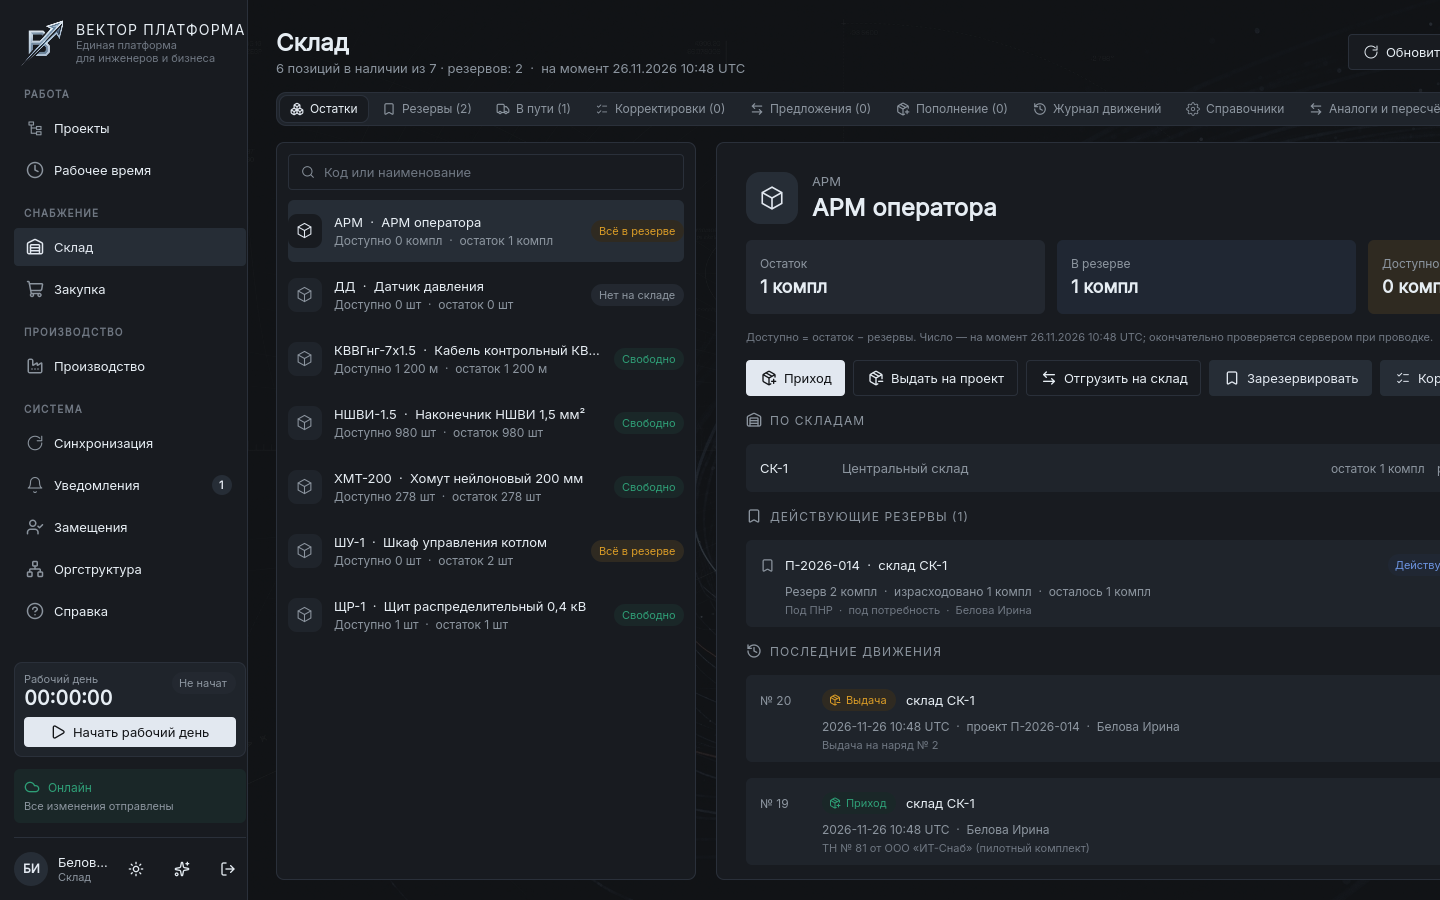 ВЕКТОР ПЛАТФОРМА
Единая платформа
для инженеров и бизнеса
РАБОТА
Проекты
Рабочее время
СНАБЖЕНИЕ
Склад
Закупка
ПРОИЗВОДСТВО
Производство
СИСТЕМА
Синхронизация
Уведомления 1
Замещения
Оргструктура
Справка
Рабочий день
00:00:00
Не начат
Начать рабочий день
Онлайн
Все изменения отправлены
БИ
Белов...
Склад
Склад
6 позиций в наличии из 7 · резервов: 2 · на момент 26.11.2026 10:48 UTC
Обновит
Остатки
Резервы (2)
В пути (1)
Корректировки (0)
Предложения (0)
Пополнение (0)
Журнал движений
Справочники
Аналоги и пересчё
Код или наименование
АРМ · АРМ оператора
Доступно 0 компл · остаток 1 компл
Всё в резерве
ДД · Датчик давления
Доступно 0 шт · остаток 0 шт
Нет на складе
КВВГнг-7х1.5 · Кабель контрольный КВ...
Доступно 1 200 м · остаток 1 200 м
Свободно
НШВИ-1.5 · Наконечник НШВИ 1,5 мм²
Доступно 980 шт · остаток 980 шт
Свободно
ХМТ-200 · Хомут нейлоновый 200 мм
Доступно 278 шт · остаток 278 шт
Свободно
ШУ-1 · Шкаф управления котлом
Доступно 0 шт · остаток 2 шт
Всё в резерве
ЩР-1 · Щит распределительный 0,4 кВ
Доступно 1 шт · остаток 1 шт
Свободно
АРМ
АРМ оператора
Остаток
1 компл
В резерве
1 компл
Доступно
0 комп
Доступно = остаток − резервы. Число — на момент 26.11.2026 10:48 UTC; окончательно проверяется сервером при проводке.
Приход
Выдать на проект
Отгрузить на склад
Зарезервировать
Кор
ПО СКЛАДАМ
СК-1 Центральный склад остаток 1 компл
ДЕЙСТВУЮЩИЕ РЕЗЕРВЫ (1)
П-2026-014 · склад СК-1
Действу
Резерв 2 компл · израсходовано 1 компл · осталось 1 компл
Под ПНР · под потребность · Белова Ирина
ПОСЛЕДНИЕ ДВИЖЕНИЯ
№ 20 Выдача склад СК-1
2026-11-26 10:48 UTC · проект П-2026-014 · Белова Ирина
Выдача на наряд № 2
№ 19 Приход склад СК-1
2026-11-26 10:48 UTC · Белова Ирина
ТН № 81 от ООО «ИТ-Снаб» (пилотный комплект)